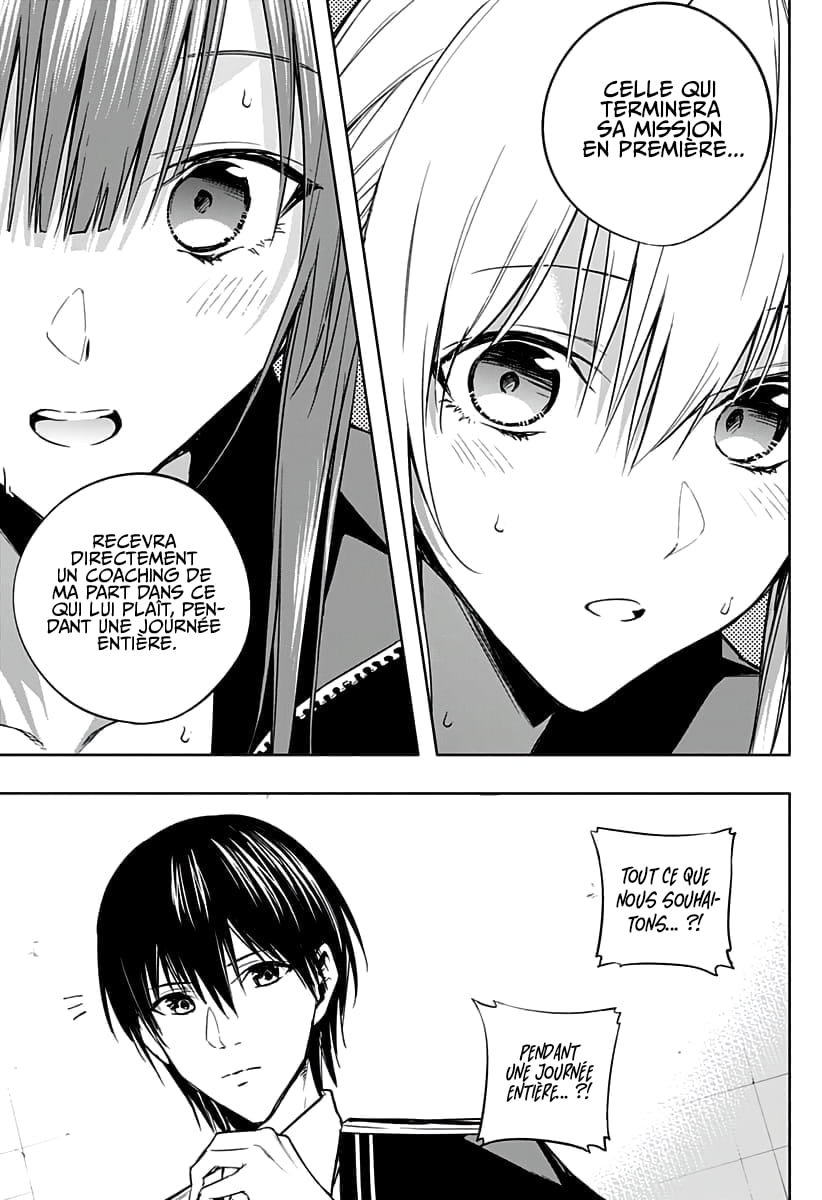 CELLE QUI
TERMINERA
SA MISSION
EN PREMIÈRE...
RECEVRA
DIRECTEMENT
UN COACHING DE
MA PART DANS CE
QUI LUI PLAÎT, PEN-
DANT UNE JOURNÉE
ENTIÈRE.
TOUT CE QUE
NOUS SOUHAI-
TONS... ?!
PENDANT
UNE JOURNÉE
ENTIÈRE... ?!